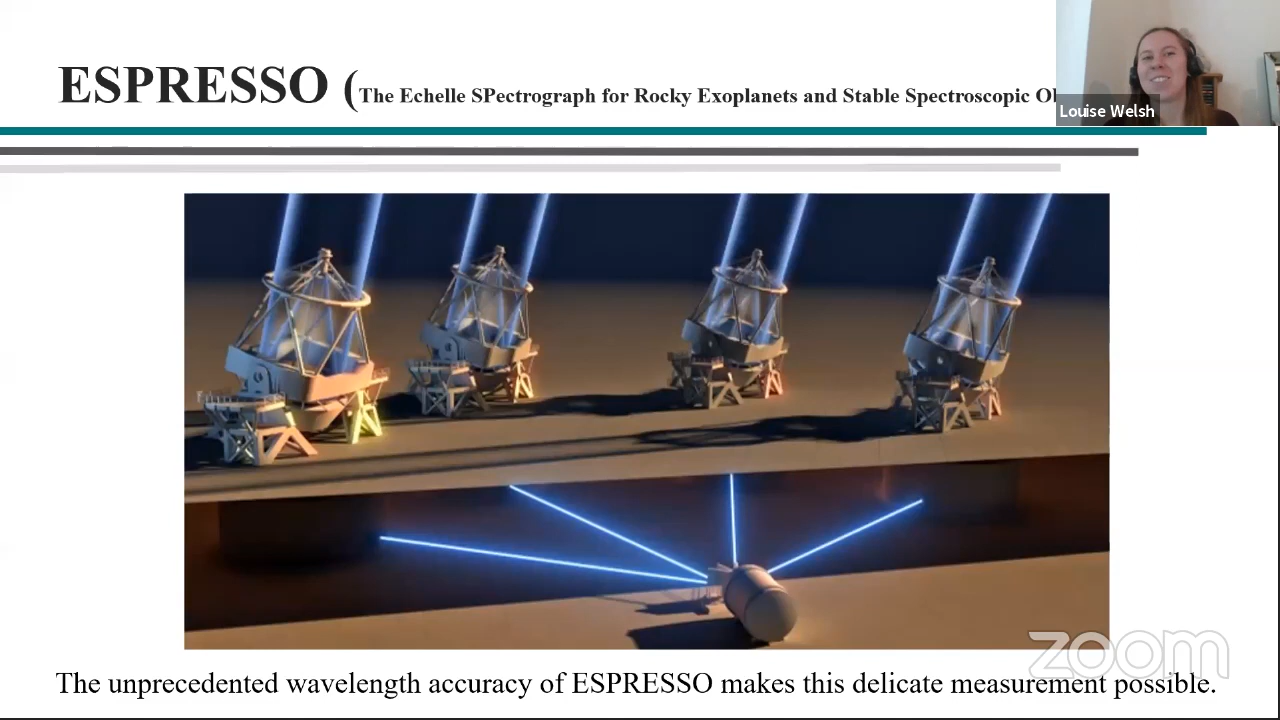 ESPRESSO (The Echelle SPectrograph for Rocky Exoplanets and Stable Spectroscopic
Louise Welsh
zoom
The unprecedented wavelength accuracy of ESPRESSO makes this delicate measurement possible.